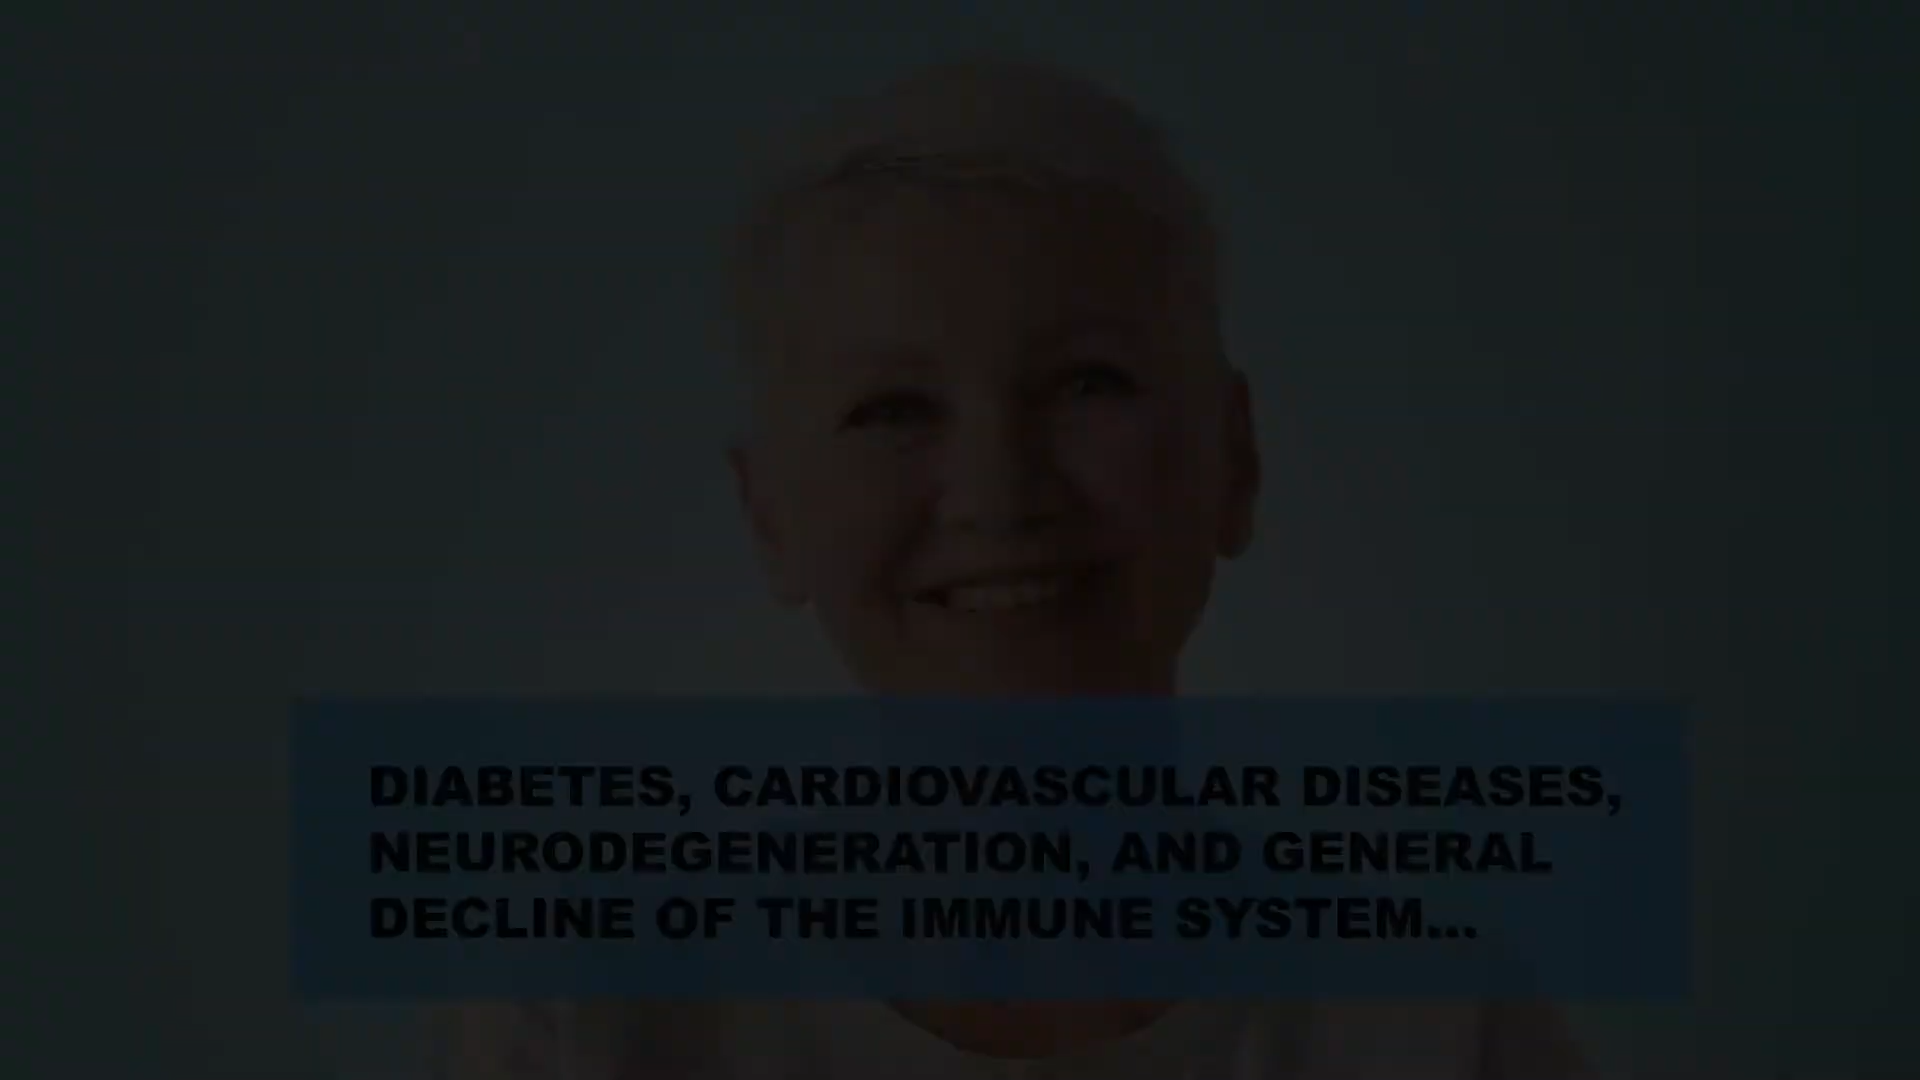 DIABETES, CARDIOVASCULAR DISEASES,
NEURODEGENERATION, AND GENERAL
DECLINE OF THE IMMUNE SYSTEM...